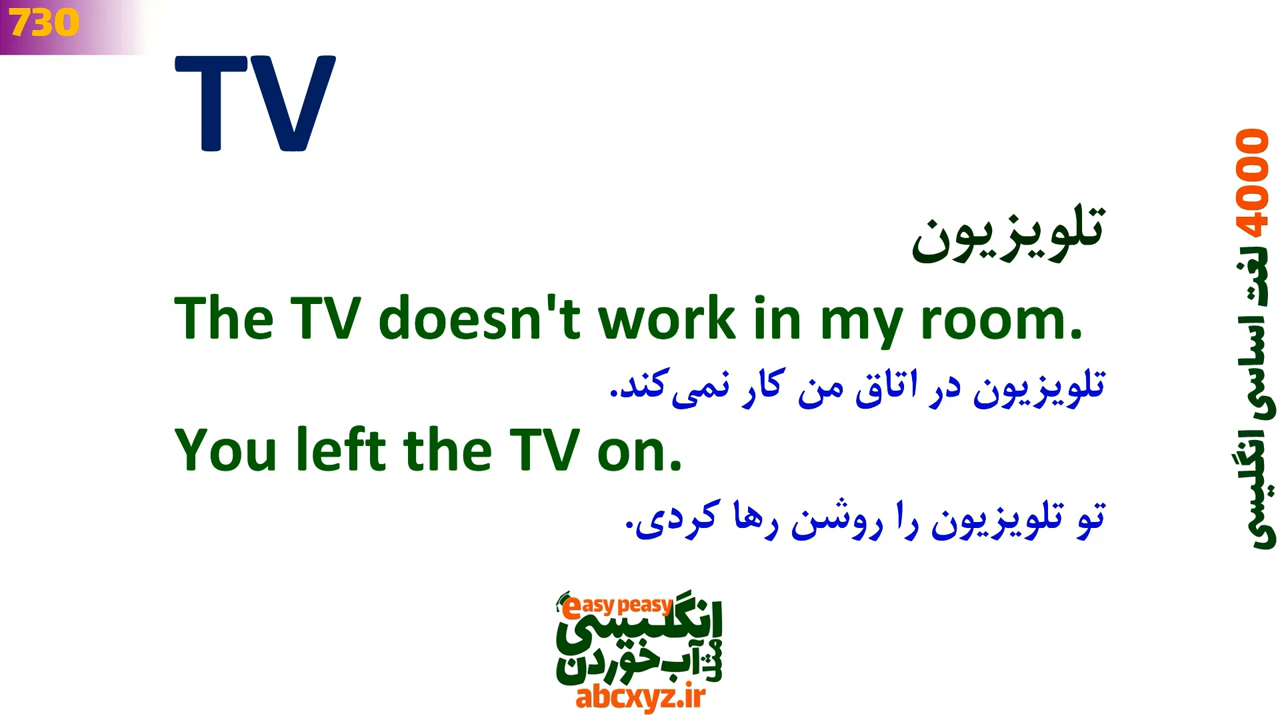 730
TV
تلویزیون
The TV doesn't work in my room.
تلویزیون در اتاق من کار نمی‌کند.
You left the TV on.
تو تلویزیون را روشن رها کردی.
4000 لغت اساسی انگلیسی
easy peasy
انگلیسی
مثل آب خوردن
abcxyz.ir